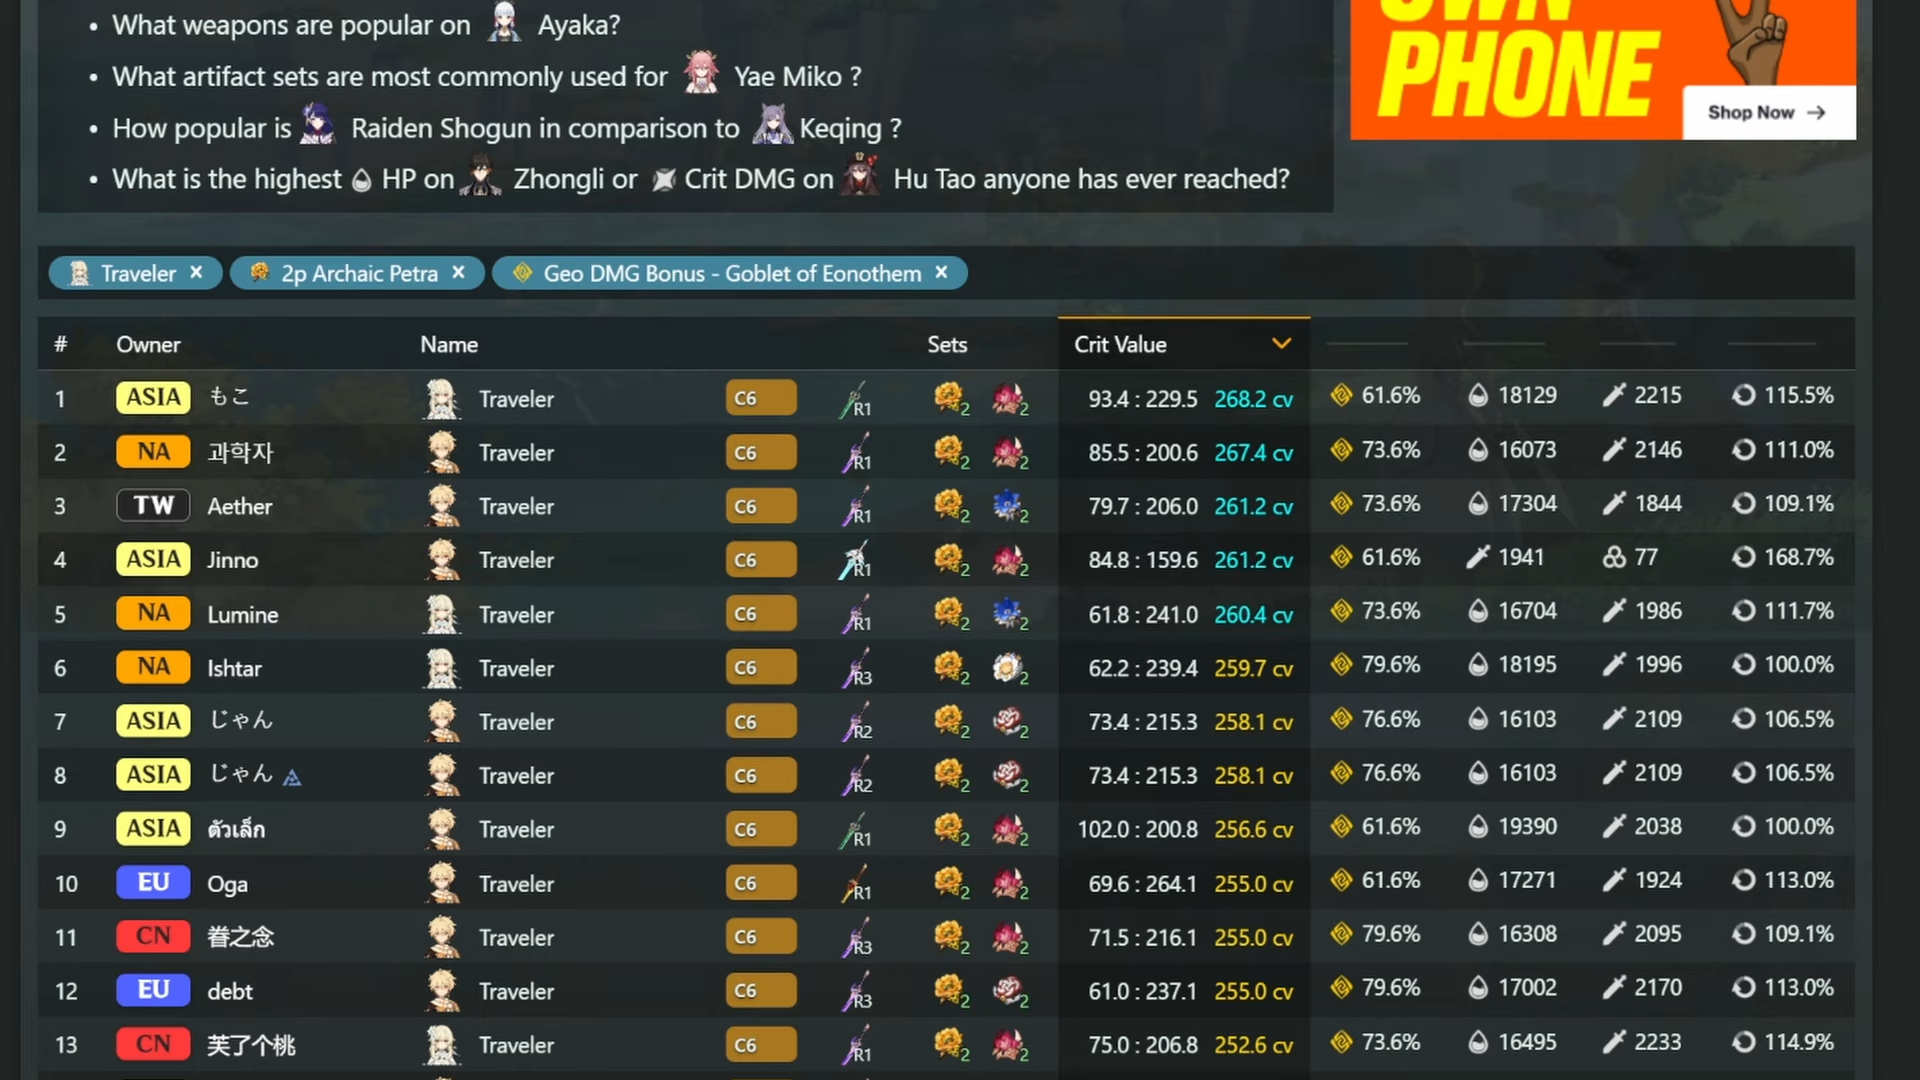 What weapons are popular on Ayaka?
What artifact sets are most commonly used for Yae Miko ?
How popular is Raiden Shogun in comparison to Keqing ?
What is the highest HP on Zhongli or Crit DMG on Hu Tao anyone has ever reached?
OWN
PHONE
Shop Now →
Traveler × 2p Archaic Petra × Geo DMG Bonus - Goblet of Eonothem ×
# Owner Name Sets Crit Value
1 ASIA もこ Traveler C6 R1 2 2 93.4 : 229.5 268.2 cv 61.6% 18129 2215 115.5%
2 NA 과학자 Traveler C6 R1 2 2 85.5 : 200.6 267.4 cv 73.6% 16073 2146 111.0%
3 TW Aether Traveler C6 R1 2 2 79.7 : 206.0 261.2 cv 73.6% 17304 1844 109.1%
4 ASIA Jinno Traveler C6 R1 2 2 84.8 : 159.6 261.2 cv 61.6% 1941 77 168.7%
5 NA Lumine Traveler C6 R1 2 2 61.8 : 241.0 260.4 cv 73.6% 16704 1986 111.7%
6 NA Ishtar Traveler C6 R3 2 2 62.2 : 239.4 259.7 cv 79.6% 18195 1996 100.0%
7 ASIA じゃん Traveler C6 R2 2 2 73.4 : 215.3 258.1 cv 76.6% 16103 2109 106.5%
8 ASIA じゃん Traveler C6 R2 2 2 73.4 : 215.3 258.1 cv 76.6% 16103 2109 106.5%
9 ASIA ตัวเล็ก Traveler C6 R1 2 2 102.0 : 200.8 256.6 cv 61.6% 19390 2038 100.0%
10 EU Oga Traveler C6 R1 2 2 69.6 : 264.1 255.0 cv 61.6% 17271 1924 113.0%
11 CN 眷之念 Traveler C6 R3 2 2 71.5 : 216.1 255.0 cv 79.6% 16308 2095 109.1%
12 EU debt Traveler C6 R3 2 2 61.0 : 237.1 255.0 cv 79.6% 17002 2170 113.0%
13 CN 芙了个桃 Traveler C6 R1 2 2 75.0 : 206.8 252.6 cv 73.6% 16495 2233 114.9%